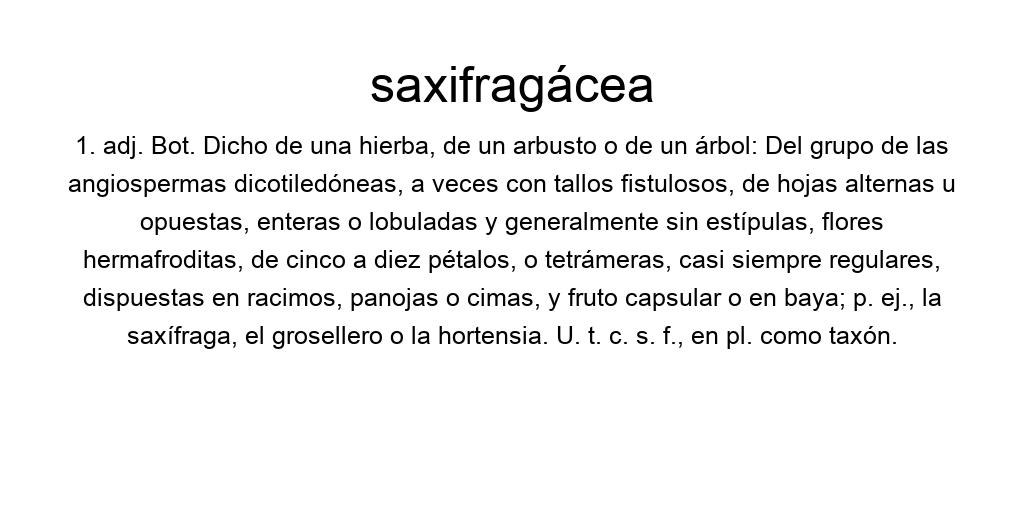 saxifragácea
1. adj. Bot. Dicho de una hierba, de un arbusto o de un árbol: Del grupo de las
angiospermas dicotiledóneas, a veces con tallos fistulosos, de hojas alternas u
opuestas, enteras o lobuladas y generalmente sin estípulas, flores
hermafroditas, de cinco a diez pétalos, o tetrámeras, casi siempre regulares,
dispuestas en racimos, panojas o cimas, y fruto capsular o en baya; p. ej., la
saxífraga, el grosellero o la hortensia. U. t. c. s. f., en pl. como taxón.